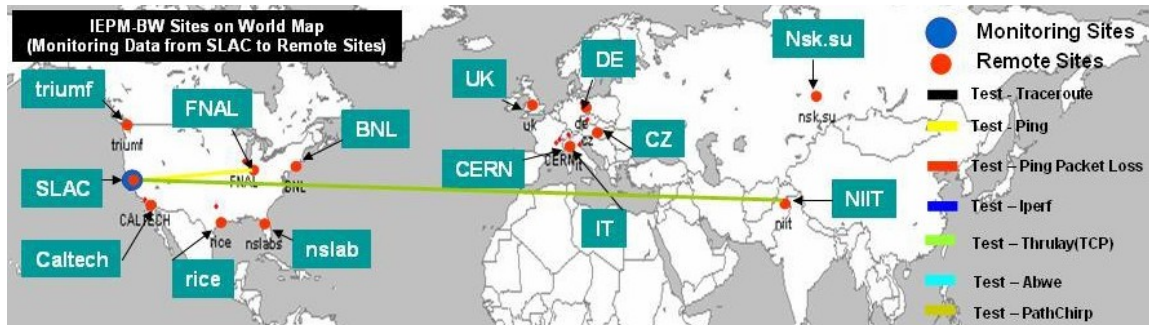 IEPM-BW Sites on World Map
(Monitoring Data from SLAC to Remote Sites)
Monitoring Sites
Remote Sites
Test - Traceroute
Test - Ping
Test - Ping Packet Loss
Test - Iperf
Test – Thrulay(TCP)
Test – Abwe
Test - PathChirp
triumf
FNAL
BNL
UK
DE
Nsk.su
SLAC
CERN
CZ
NIIT
Caltech
rice
nslab
IT
triumf
FNAL
BNL
CALTECH
rice
nslabs
uk
de
cz
CERN
it
nsk.su
niit